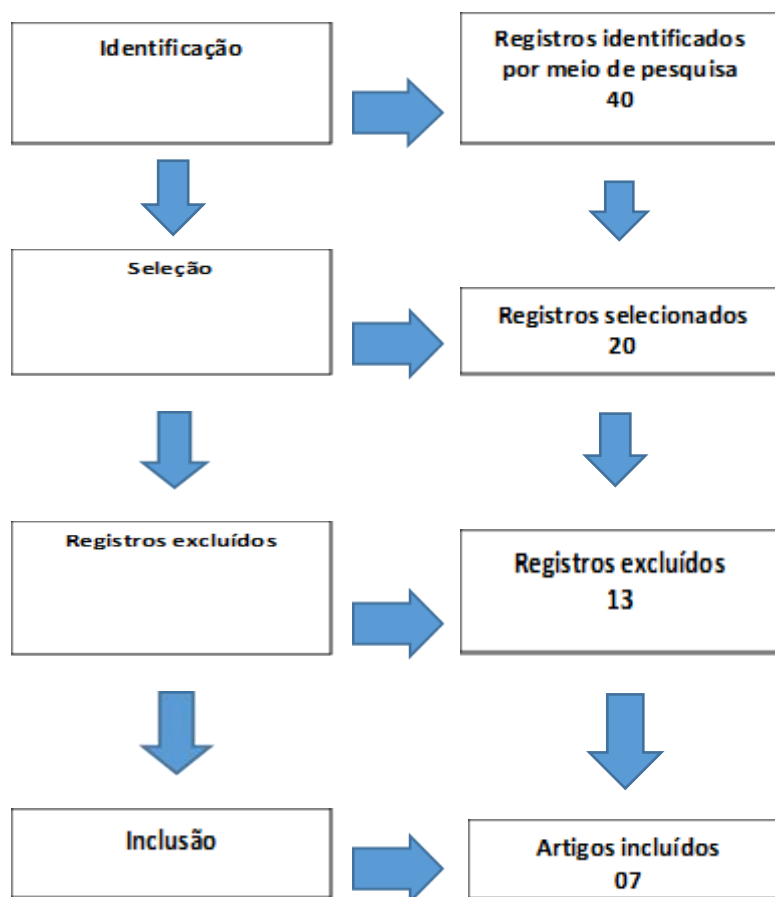 Identificação
Registros identificados
por meio de pesquisa
40
Seleção
Registros selecionados
20
Registros excluídos
Registros excluídos
13
Inclusão
Artigos incluídos
07